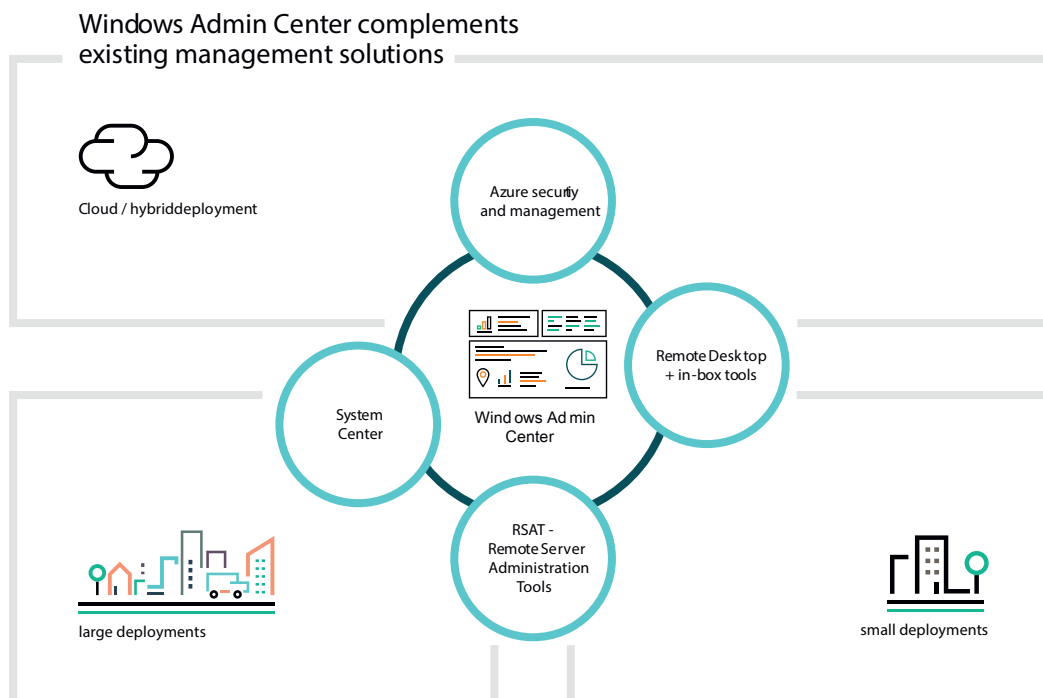 Windows Admin Center complements
existing management solutions
Cloud / hybriddeployment
Azure security
and management
Remote Desktop
+ in-box tools
System
Center
Windows Admin
Center
RSAT -
Remote Server
Administration
Tools
large deployments
small deployments